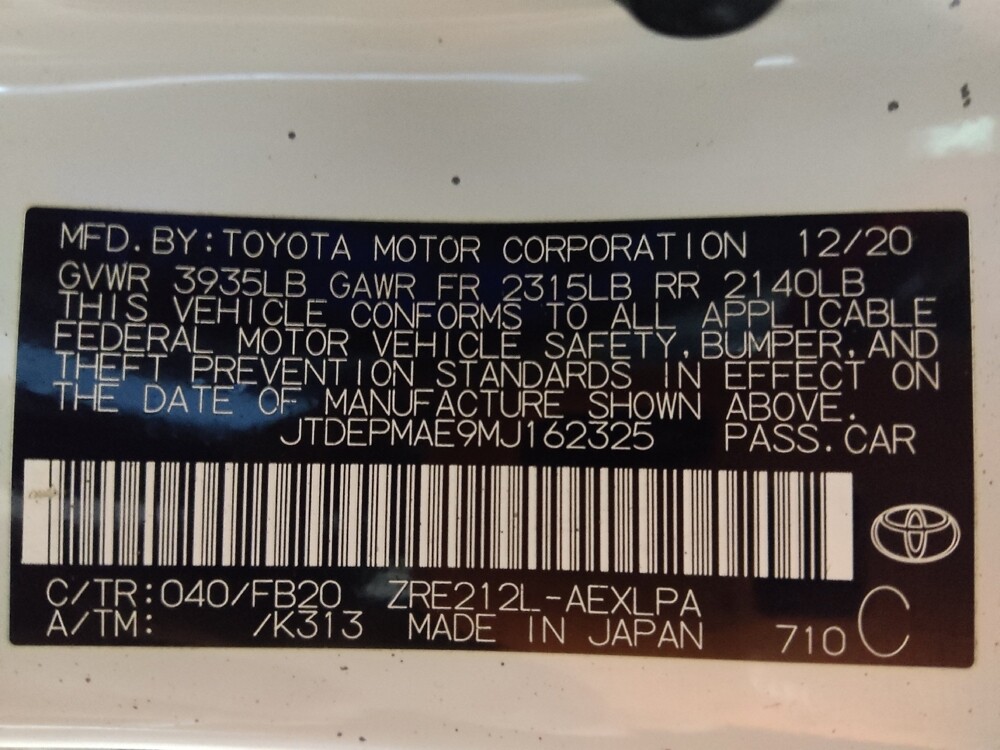 MFD. BY: TOYOTA MOTOR CORPORATION 12/20
GVWR 3935LB GAWR FR 2315LB RR 2140LB
THIS VEHICLE CONFORMS TO ALL APPLICABLE
FEDERAL MOTOR VEHICLE SAFETY, BUMPER, AND
THEFT PREVENTION STANDARDS IN EFFECT ON
THE DATE OF MANUFACTURE SHOWN ABOVE.
JTDEPMAE9MJ162325 PASS. CAR
C/TR: 040/FB20 ZRE212L-AEXLPA
A/TM: /K313 MADE IN JAPAN 710 C